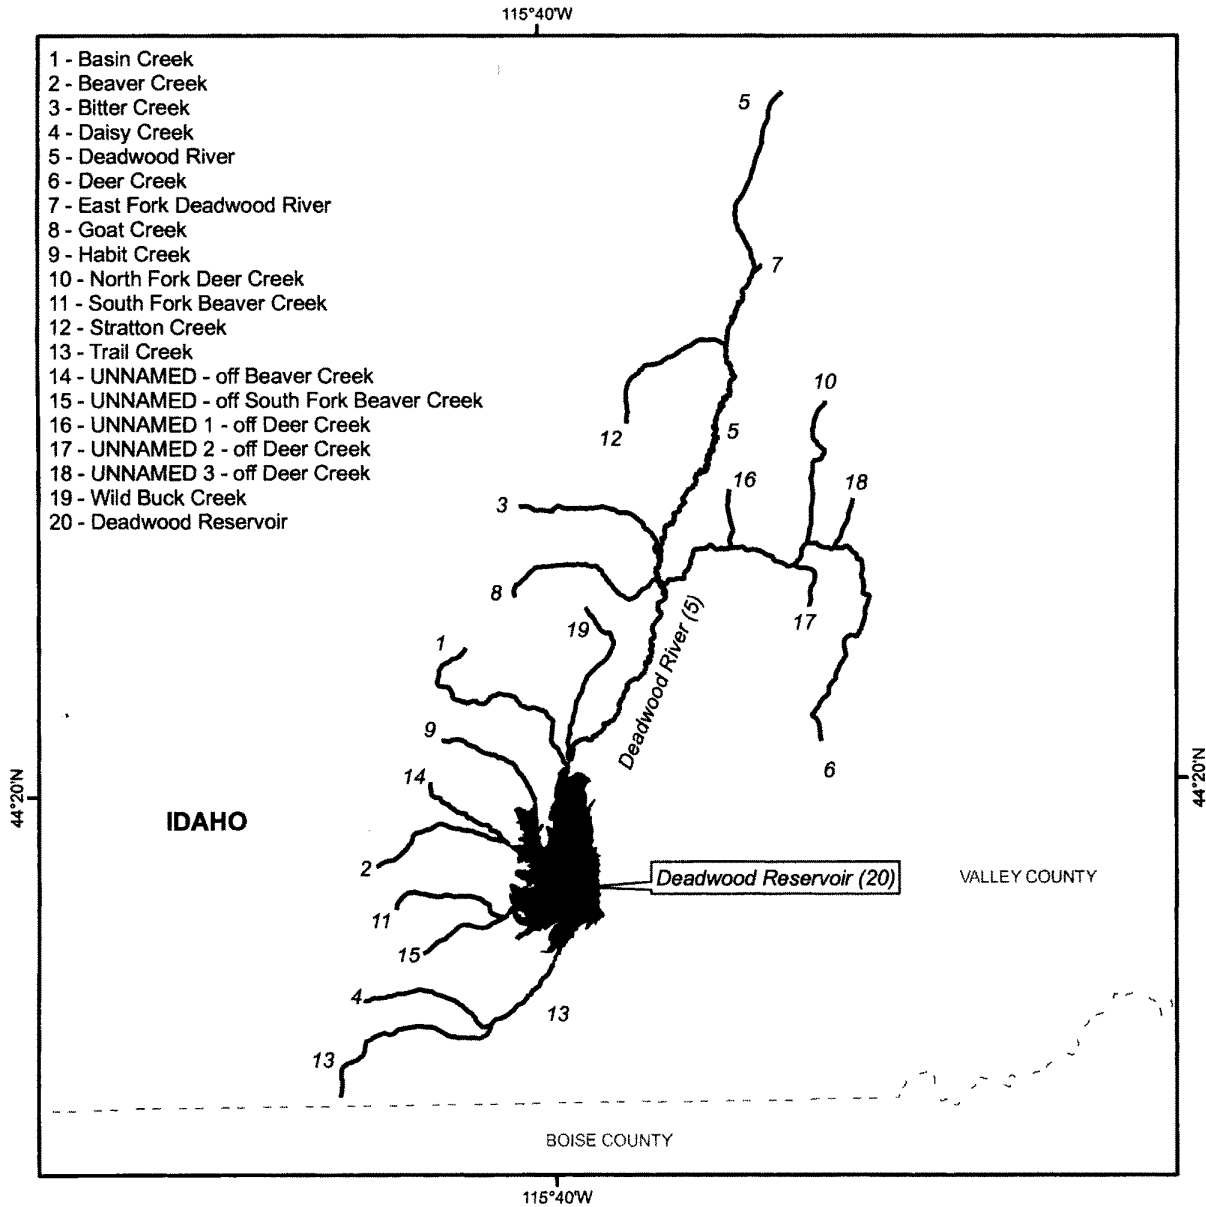 115°40'W
1 - Basin Creek
2 - Beaver Creek
3 - Bitter Creek
4 - Daisy Creek
5 - Deadwood River
6 - Deer Creek
7 - East Fork Deadwood River
8 - Goat Creek
9 - Habit Creek
10 - North Fork Deer Creek
11 - South Fork Beaver Creek
12 - Stratton Creek
13 - Trail Creek
14 - UNNAMED - off Beaver Creek
15 - UNNAMED - off South Fork Beaver Creek
16 - UNNAMED 1 - off Deer Creek
17 - UNNAMED 2 - off Deer Creek
18 - UNNAMED 3 - off Deer Creek
19 - Wild Buck Creek
20 - Deadwood Reservoir
5
7
10
12
5
16
18
3
8
19
17
1
Deadwood River (5)
9
6
14
44°20'N
44°20'N
IDAHO
2
Deadwood Reservoir (20)
VALLEY COUNTY
11
15
4
13
13
BOISE COUNTY
115°40'W